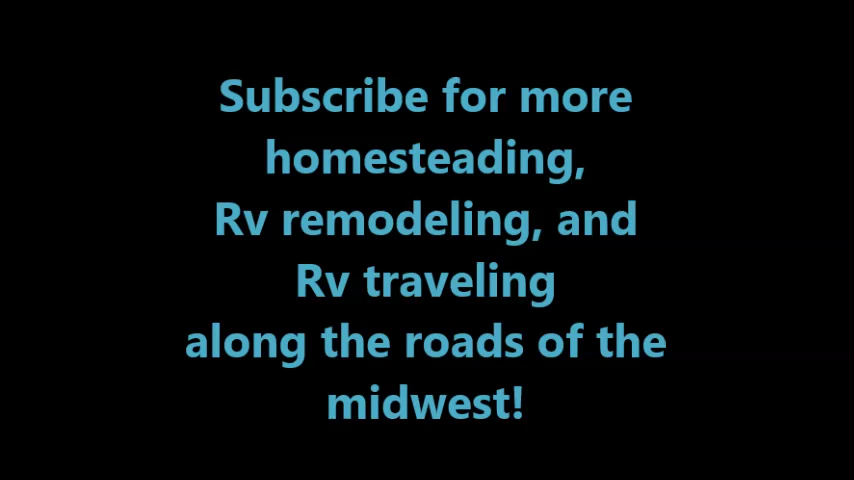 Subscribe for more
homesteading,
Rv remodeling, and
Rv traveling
along the roads of the
midwest!